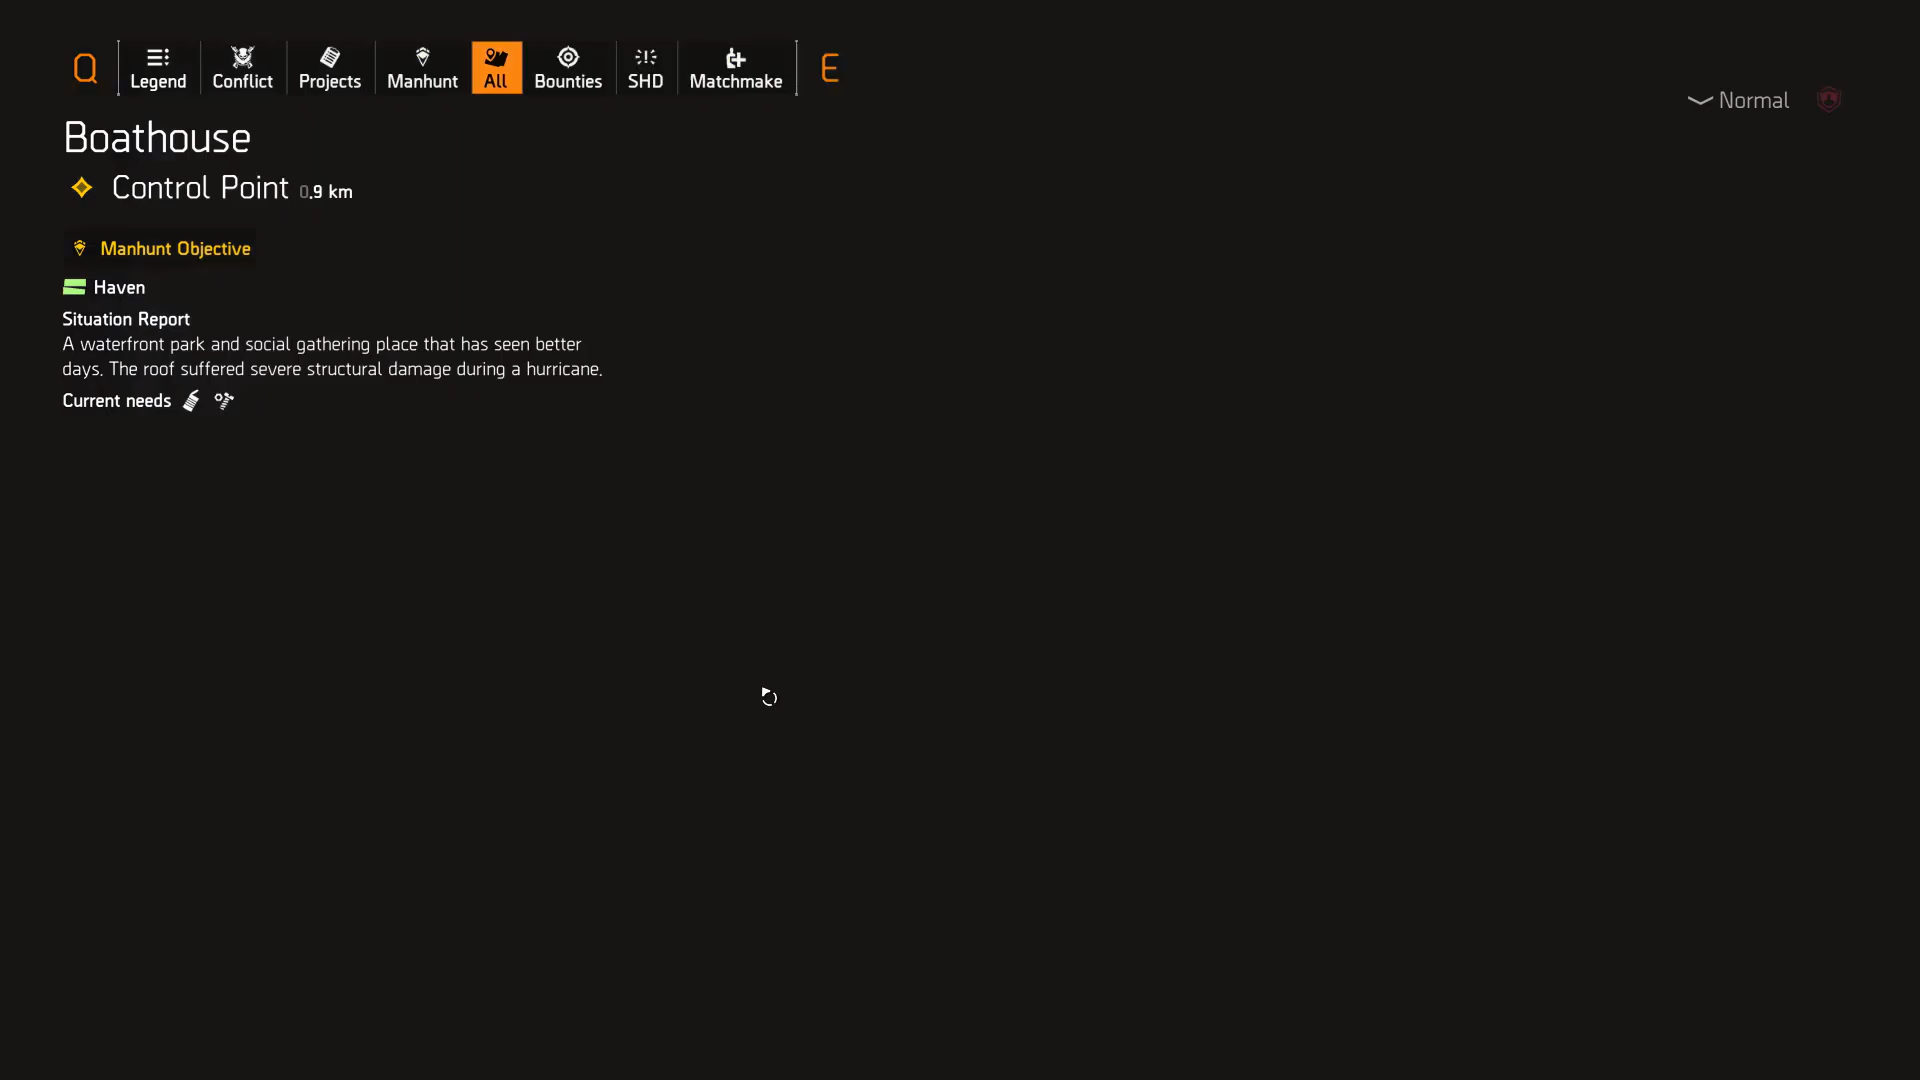 Q Legend Conflict Projects Manhunt All Bounties SHD Matchmake E
Normal
Boathouse
Control Point 0.9 km
Manhunt Objective
Haven
Situation Report
A waterfront park and social gathering place that has seen better
days. The roof suffered severe structural damage during a hurricane.
Current needs